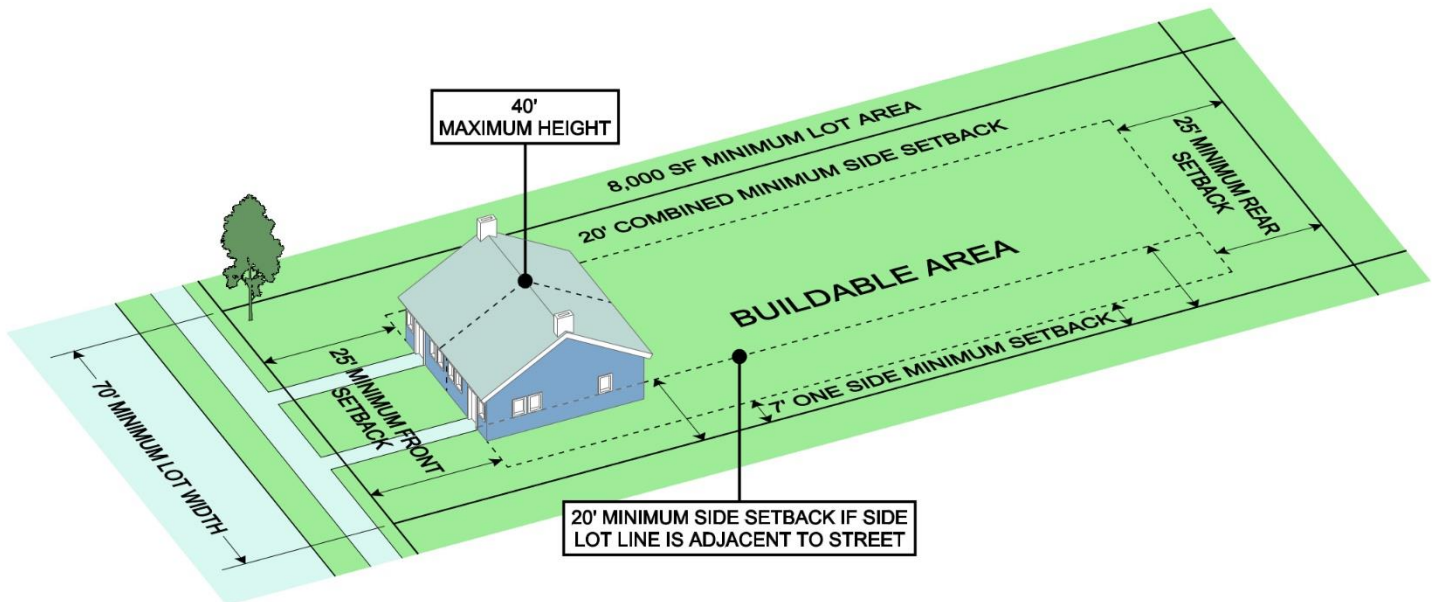 40'
MAXIMUM HEIGHT
8,000 SF MINIMUM LOT AREA
20' COMBINED MINIMUM SIDE SETBACK
25' MINIMUM REAR
SETBACK
BUILDABLE AREA
25' MINIMUM FRONT
SETBACK
7' ONE SIDE MINIMUM SETBACK
70' MINIMUM LOT WIDTH
20' MINIMUM SIDE SETBACK IF SIDE
LOT LINE IS ADJACENT TO STREET